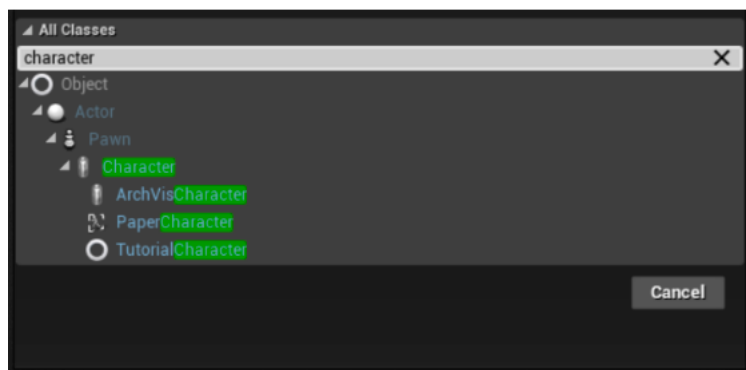 All Classes
character
Object
Actor
Pawn
Character
ArchVisCharacter
PaperCharacter
TutorialCharacter
Cancel